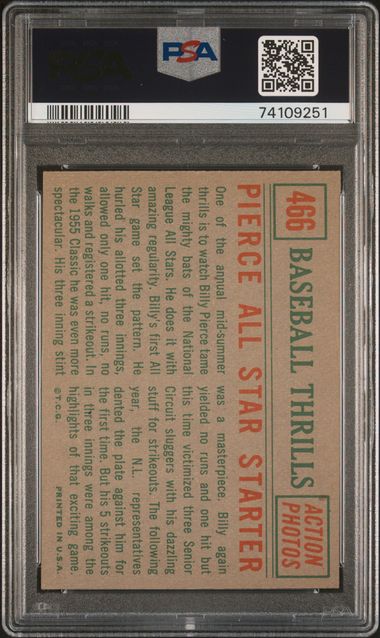 PSA
PSA
74109251
466 BASEBALL THRILLS ACTION PHOTOS
PIERCE ALL STAR STARTER
One of the annual mid-summer
thrills is to watch Billy Pierce tame
the mighty bats of the National
League All Stars. He does it with
amazing regularity. Billy's first All
Star game set the pattern. He
hurled his allotted three innings,
allowed only one hit, no runs, no
walks and registered a strikeout. In
the 1955 Classic he was even more
spectacular. His three inning stint
was a masterpiece. Billy again
yielded no runs and one hit but
this time victimized three Senior
Circuit sluggers with his dazzling
stuff for strikeouts. The following
year, the N.L. representatives
dented the plate against him for
the first time. But his 5 strikeouts
in three innings were among the
highlights of that exciting game.
©T.C.G.
PRINTED IN U.S.A.